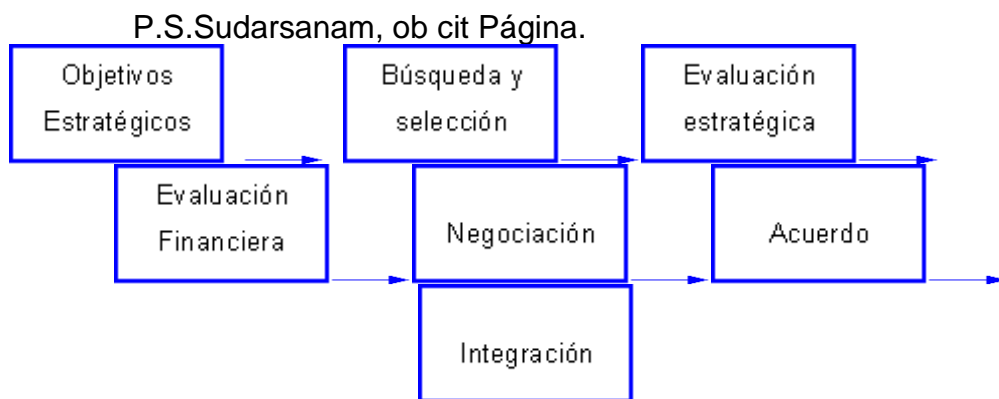 P.S.Sudarsanam, ob cit Página.
Objetivos
Estratégicos
Búsqueda y
selección
Evaluación
estratégica
Evaluación
Financiera
Negociación
Acuerdo
Integración